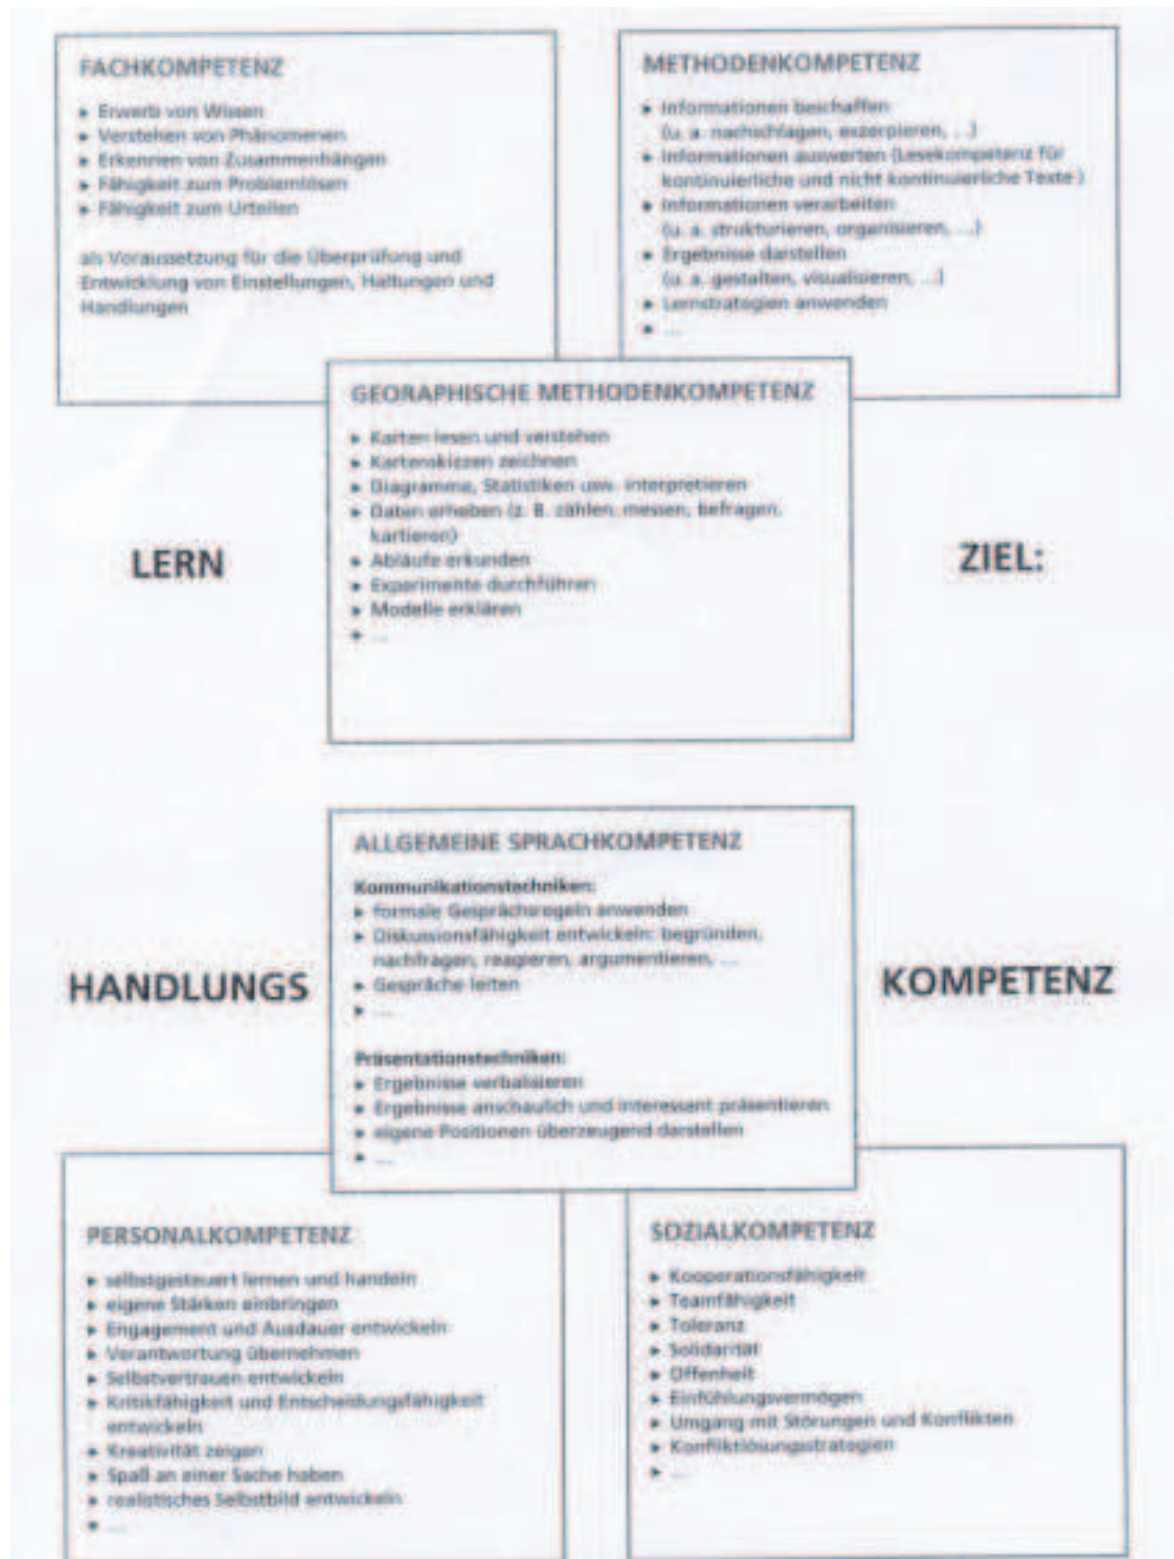 FACHKOMPETENZ
▸ Erwerb von Wissen
▸ Verstehen von Phänomenen
▸ Erkennen von Zusammenhängen
▸ Fähigkeit zum Problemlösen
▸ Fähigkeit zum Urteilen
als Voraussetzung für die Überprüfung und
Entwicklung von Einstellungen, Haltungen und
Handlungen
METHODENKOMPETENZ
▸ Informationen beschaffen
(u. a. nachschlagen, exzerpieren, ...)
▸ Informationen auswerten (Lesekompetenz für
kontinuierliche und nicht kontinuierliche Texte)
▸ Informationen verarbeiten
(u. a. strukturieren, organisieren, ...)
▸ Ergebnisse darstellen
(u. a. gestalten, visualisieren, ...)
▸ Lernstrategien anwenden
▸ ...
GEORAPHISCHE METHODENKOMPETENZ
▸ Karten lesen und verstehen
▸ Kartenskizzen zeichnen
▸ Diagramme, Statistiken usw. interpretieren
▸ Daten erheben (z. B. zählen, messen, befragen,
kartieren)
▸ Abläufe erkunden
▸ Experimente durchführen
▸ Modelle erklären
▸ ...
LERN ZIEL:
ALLGEMEINE SPRACHKOMPETENZ
Kommunikationstechniken:
▸ formale Gesprächsregeln anwenden
▸ Diskussionsfähigkeit entwickeln: begründen,
nachfragen, reagieren, argumentieren, ...
▸ Gespräche leiten
▸ ...
Präsentationstechniken:
▸ Ergebnisse verbalisieren
▸ Ergebnisse anschaulich und interessant präsentieren
▸ eigene Positionen überzeugend darstellen
▸ ...
HANDLUNGS KOMPETENZ
PERSONALKOMPETENZ
▸ selbstgesteuert lernen und handeln
▸ eigene Stärken einbringen
▸ Engagement und Ausdauer entwickeln
▸ Verantwortung übernehmen
▸ Selbstvertrauen entwickeln
▸ Kritikfähigkeit und Entscheidungsfähigkeit
entwickeln
▸ Kreativität zeigen
▸ Spaß an einer Sache haben
▸ realistisches Selbstbild entwickeln
▸ ...
SOZIALKOMPETENZ
▸ Kooperationsfähigkeit
▸ Teamfähigkeit
▸ Toleranz
▸ Solidarität
▸ Offenheit
▸ Einfühlungsvermögen
▸ Umgang mit Störungen und Konflikten
▸ Konfliktlösungsstrategien
▸ ...